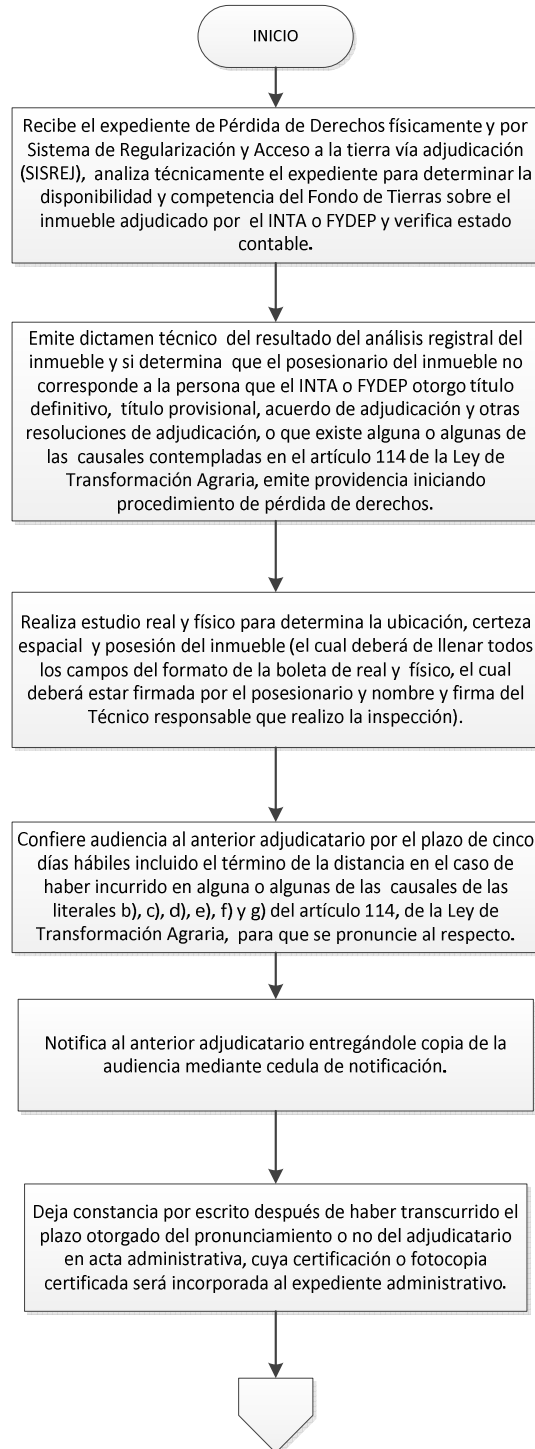 INICIO
Recibe el expediente de Pérdida de Derechos físicamente y por
Sistema de Regularización y Acceso a la tierra vía adjudicación
(SISREJ), analiza técnicamente el expediente para determinar la
disponibilidad y competencia del Fondo de Tierras sobre el
inmueble adjudicado por el INTA o FYDEP y verifica estado
contable.
Emite dictamen técnico del resultado del análisis registral del
inmueble y si determina que el posesionario del inmueble no
corresponde a la persona que el INTA o FYDEP otorgo título
definitivo, título provisional, acuerdo de adjudicación y otras
resoluciones de adjudicación, o que existe alguna o algunas de
las causales contempladas en el artículo 114 de la Ley de
Transformación Agraria, emite providencia iniciando
procedimiento de pérdida de derechos.
Realiza estudio real y físico para determina la ubicación, certeza
espacial y posesión del inmueble (el cual deberá de llenar todos
los campos del formato de la boleta de real y físico, el cual
deberá estar firmada por el posesionario y nombre y firma del
Técnico responsable que realizo la inspección).
Confiere audiencia al anterior adjudicatario por el plazo de cinco
días hábiles incluido el término de la distancia en el caso de
haber incurrido en alguna o algunas de las causales de las
literales b), c), d), e), f) y g) del artículo 114, de la Ley de
Transformación Agraria, para que se pronuncie al respecto.
Notifica al anterior adjudicatario entregándole copia de la
audiencia mediante cedula de notificación.
Deja constancia por escrito después de haber transcurrido el
plazo otorgado del pronunciamiento o no del adjudicatario
en acta administrativa, cuya certificación o fotocopia
certificada será incorporada al expediente administrativo.